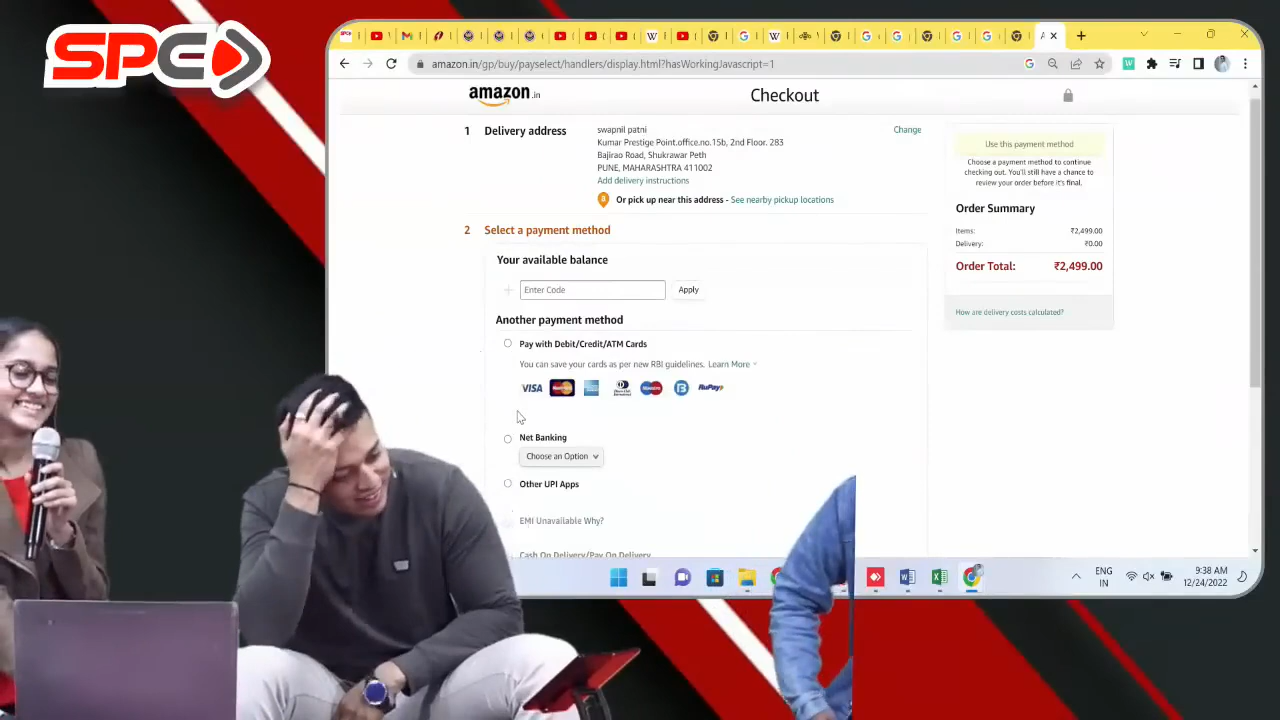 SPC
amazon.in/gp/buy/payselect/handlers/display.html?hasWorkingJavascript=1
amazon.in
Checkout
1 Delivery address
swapnil patni
Kumar Prestige Point.office.no.15b, 2nd Floor. 283
Bajirao Road, Shukrawar Peth
PUNE, MAHARASHTRA 411002
Add delivery instructions
Change
Or pick up near this address - See nearby pickup locations
Use this payment method
Choose a payment method to continue
checking out. You'll still have a chance to
review your order before it's final.
Order Summary
Items: ₹2,499.00
Delivery: ₹0.00
Order Total: ₹2,499.00
How are delivery costs calculated?
2 Select a payment method
Your available balance
Enter Code
Apply
Another payment method
Pay with Debit/Credit/ATM Cards
You can save your cards as per new RBI guidelines. Learn More
VISA
RuPay
Net Banking
Choose an Option
Other UPI Apps
EMI Unavailable Why?
Cash On Delivery/Pay On Delivery
ENG
IN
9:38 AM
12/24/2022